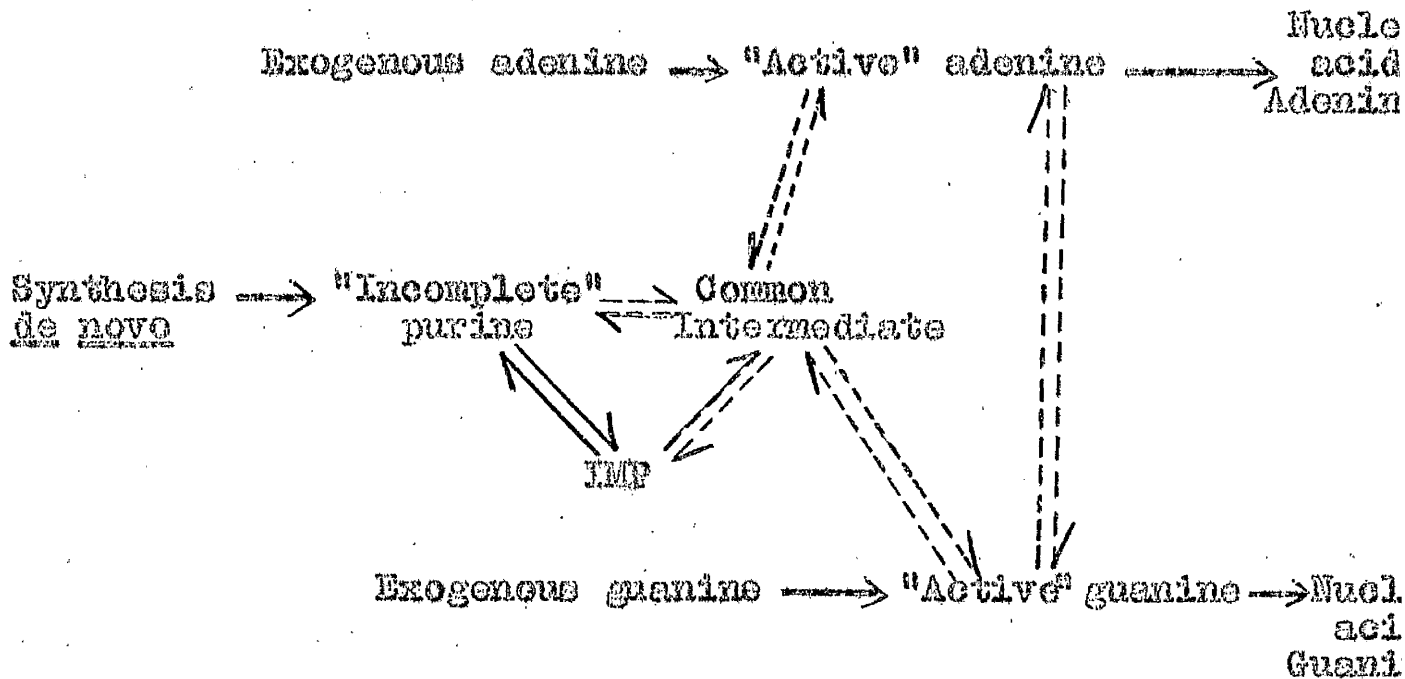 Nucle
Exogenous adenine "Active" adenine acid
Adenin
Synthesis "Incomplete" Common
de novo purine Intermediate
IMP
Exogenous guanine "Active" guanine Nucl
aci
Guani